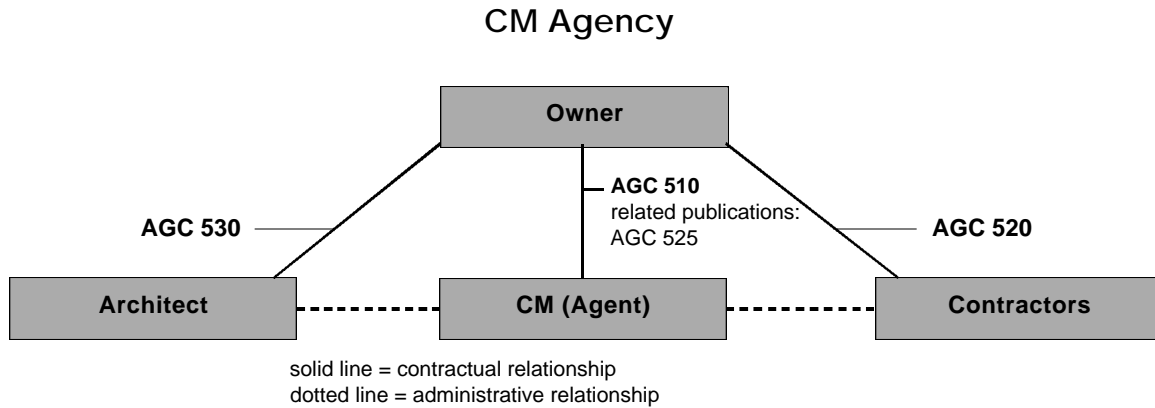 CM Agency
Owner
AGC 510
related publications:
AGC 525
AGC 530
AGC 520
Architect
CM (Agent)
Contractors
solid line = contractual relationship
dotted line = administrative relationship